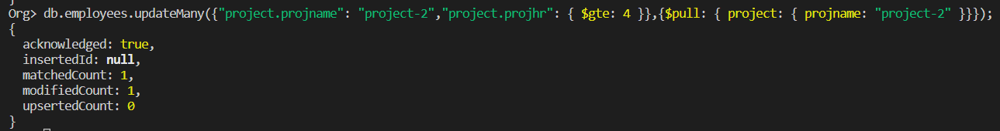 }
Org> db.employees.updateMany({"project.projname": "project-2","project.projhr": { $gte: 4 }},{$pull: { project: { projname: "project-2" }}});
{
  acknowledged: true,
  insertedId: null,
  matchedCount: 1,
  modifiedCount: 1,
  upsertedCount: 0
}